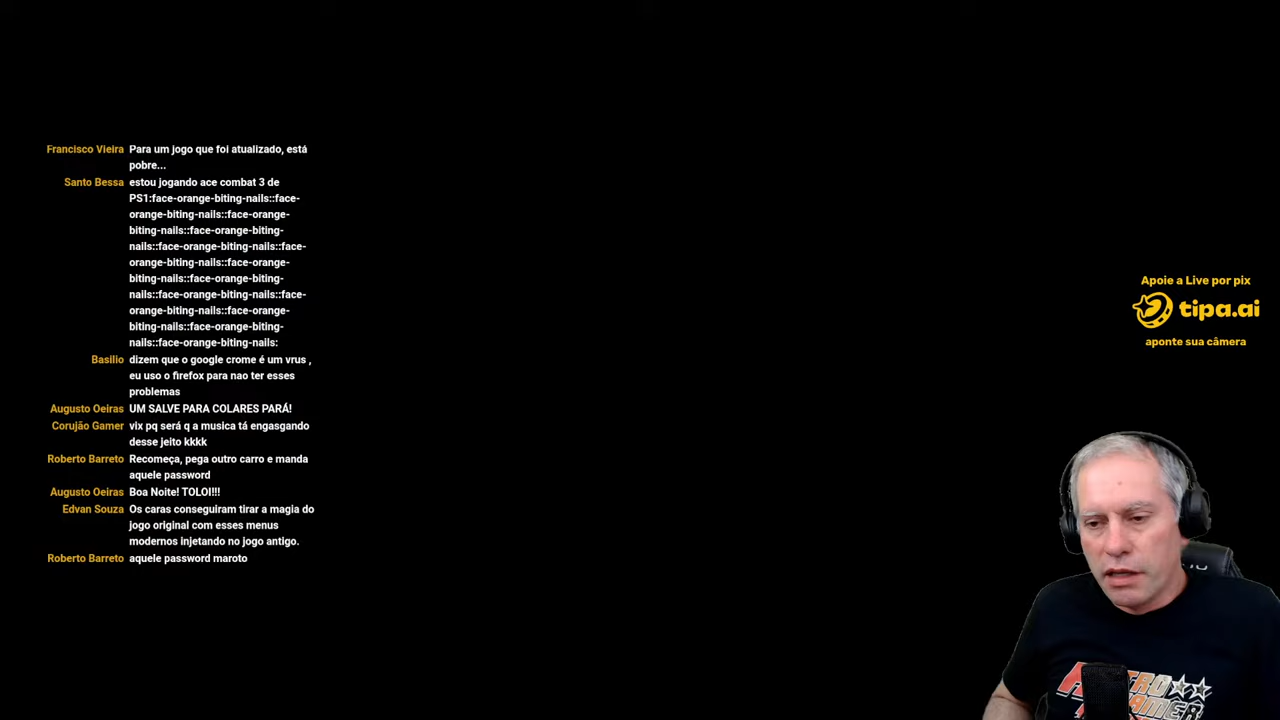 Francisco Vieira Para um jogo que foi atualizado, está
pobre...
Santo Bessa estou jogando ace combat 3 de
PS1:face-orange-biting-nails::face-
orange-biting-nails::face-orange-
biting-nails::face-orange-biting-
nails::face-orange-biting-nails::face-
orange-biting-nails::face-orange-
biting-nails::face-orange-biting-
nails::face-orange-biting-nails::face-
orange-biting-nails::face-orange-
biting-nails::face-orange-biting-
nails::face-orange-biting-nails:
Basilio dizem que o google crome é um vrus ,
eu uso o firefox para nao ter esses
problemas
Augusto Oeiras UM SALVE PARA COLARES PARÁ!
Corujão Gamer vix pq será q a musica tá engasgando
desse jeito kkkk
Roberto Barreto Recomeça, pega outro carro e manda
aquele password
Augusto Oeiras Boa Noite! TOLOI!!!
Edvan Souza Os caras conseguiram tirar a magia do
jogo original com esses menus
modernos injetando no jogo antigo.
Roberto Barreto aquele password maroto
Apoie a Live por pix
tipa.ai
aponte sua câmera